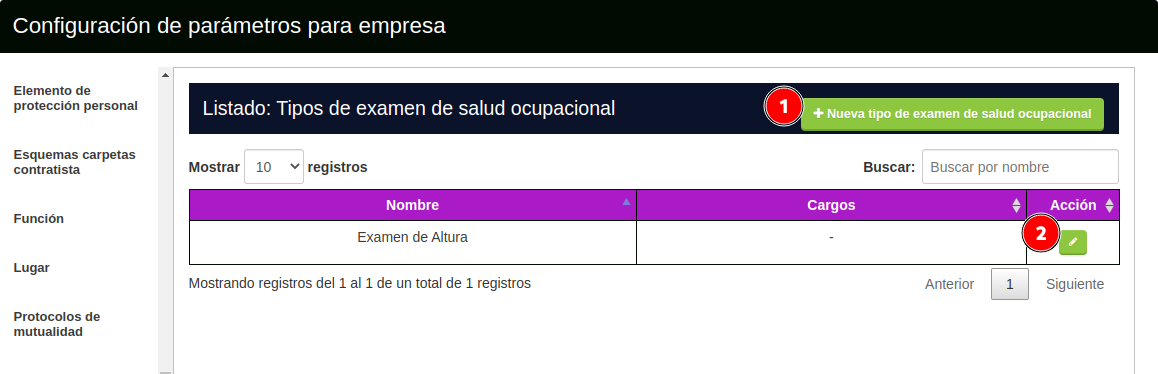 Configuración de parámetros para empresa
Elemento de
protección personal
Esquemas carpetas
contratista
Función
Lugar
Protocolos de
mutualidad
Listado: Tipos de examen de salud ocupacional
1
Nueva tipo de examen de salud ocupacional
Mostrar 10 registros
Buscar: Buscar por nombre
Nombre Cargos Acción
Examen de Altura - 2
Mostrando registros del 1 al 1 de un total de 1 registros
Anterior 1 Siguiente